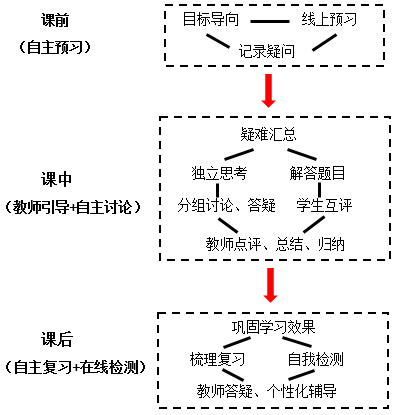 课前
（自主预习）
目标导向 线上预习
记录疑问
疑难汇总
独立思考 解答题目
课中
（教师引导+自主讨论）
分组讨论、答疑 学生互评
教师点评、总结、归纳
课后
（自主复习+在线检测）
巩固学习效果
梳理复习 自我检测
教师答疑、个性化辅导